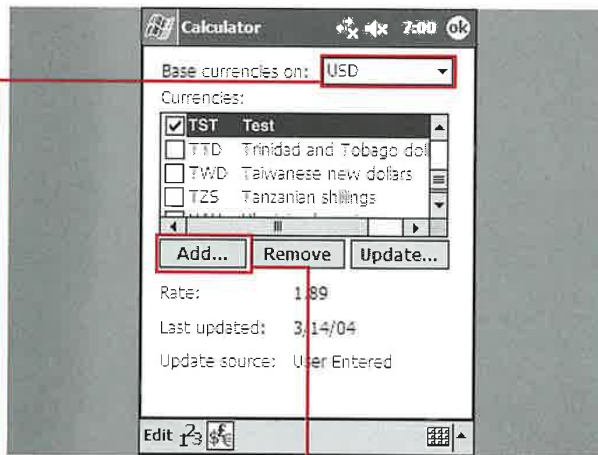 Calculator 7:00 ok
Base currencies on: USD
Currencies:
TST Test
TTD Trinidad and Tobago dol
TWD Taiwanese new dollars
TZS Tanzanian shillings
Add... Remove Update...
Rate: 1.89
Last updated: 3/14/04
Update source: User Entered
Edit 123 $£€